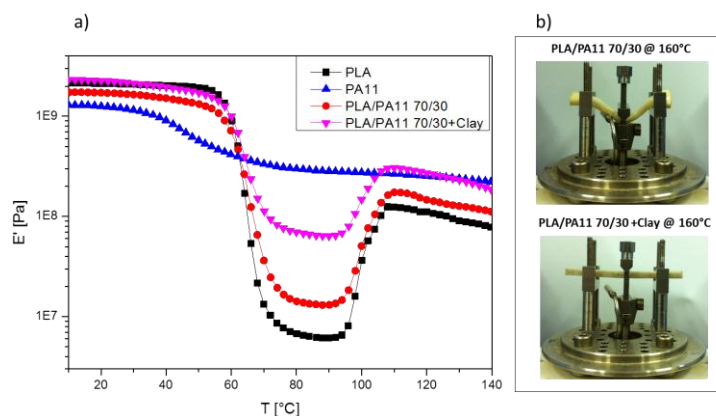 a)
b)
E' [Pa]
1E9
1E8
1E7
PLA
PA11
PLA/PA11 70/30
PLA/PA11 70/30+Clay
20
40
60
80
100
120
140
T [°C]
PLA/PA11 70/30 @ 160°C
PLA/PA11 70/30 +Clay @ 160°C